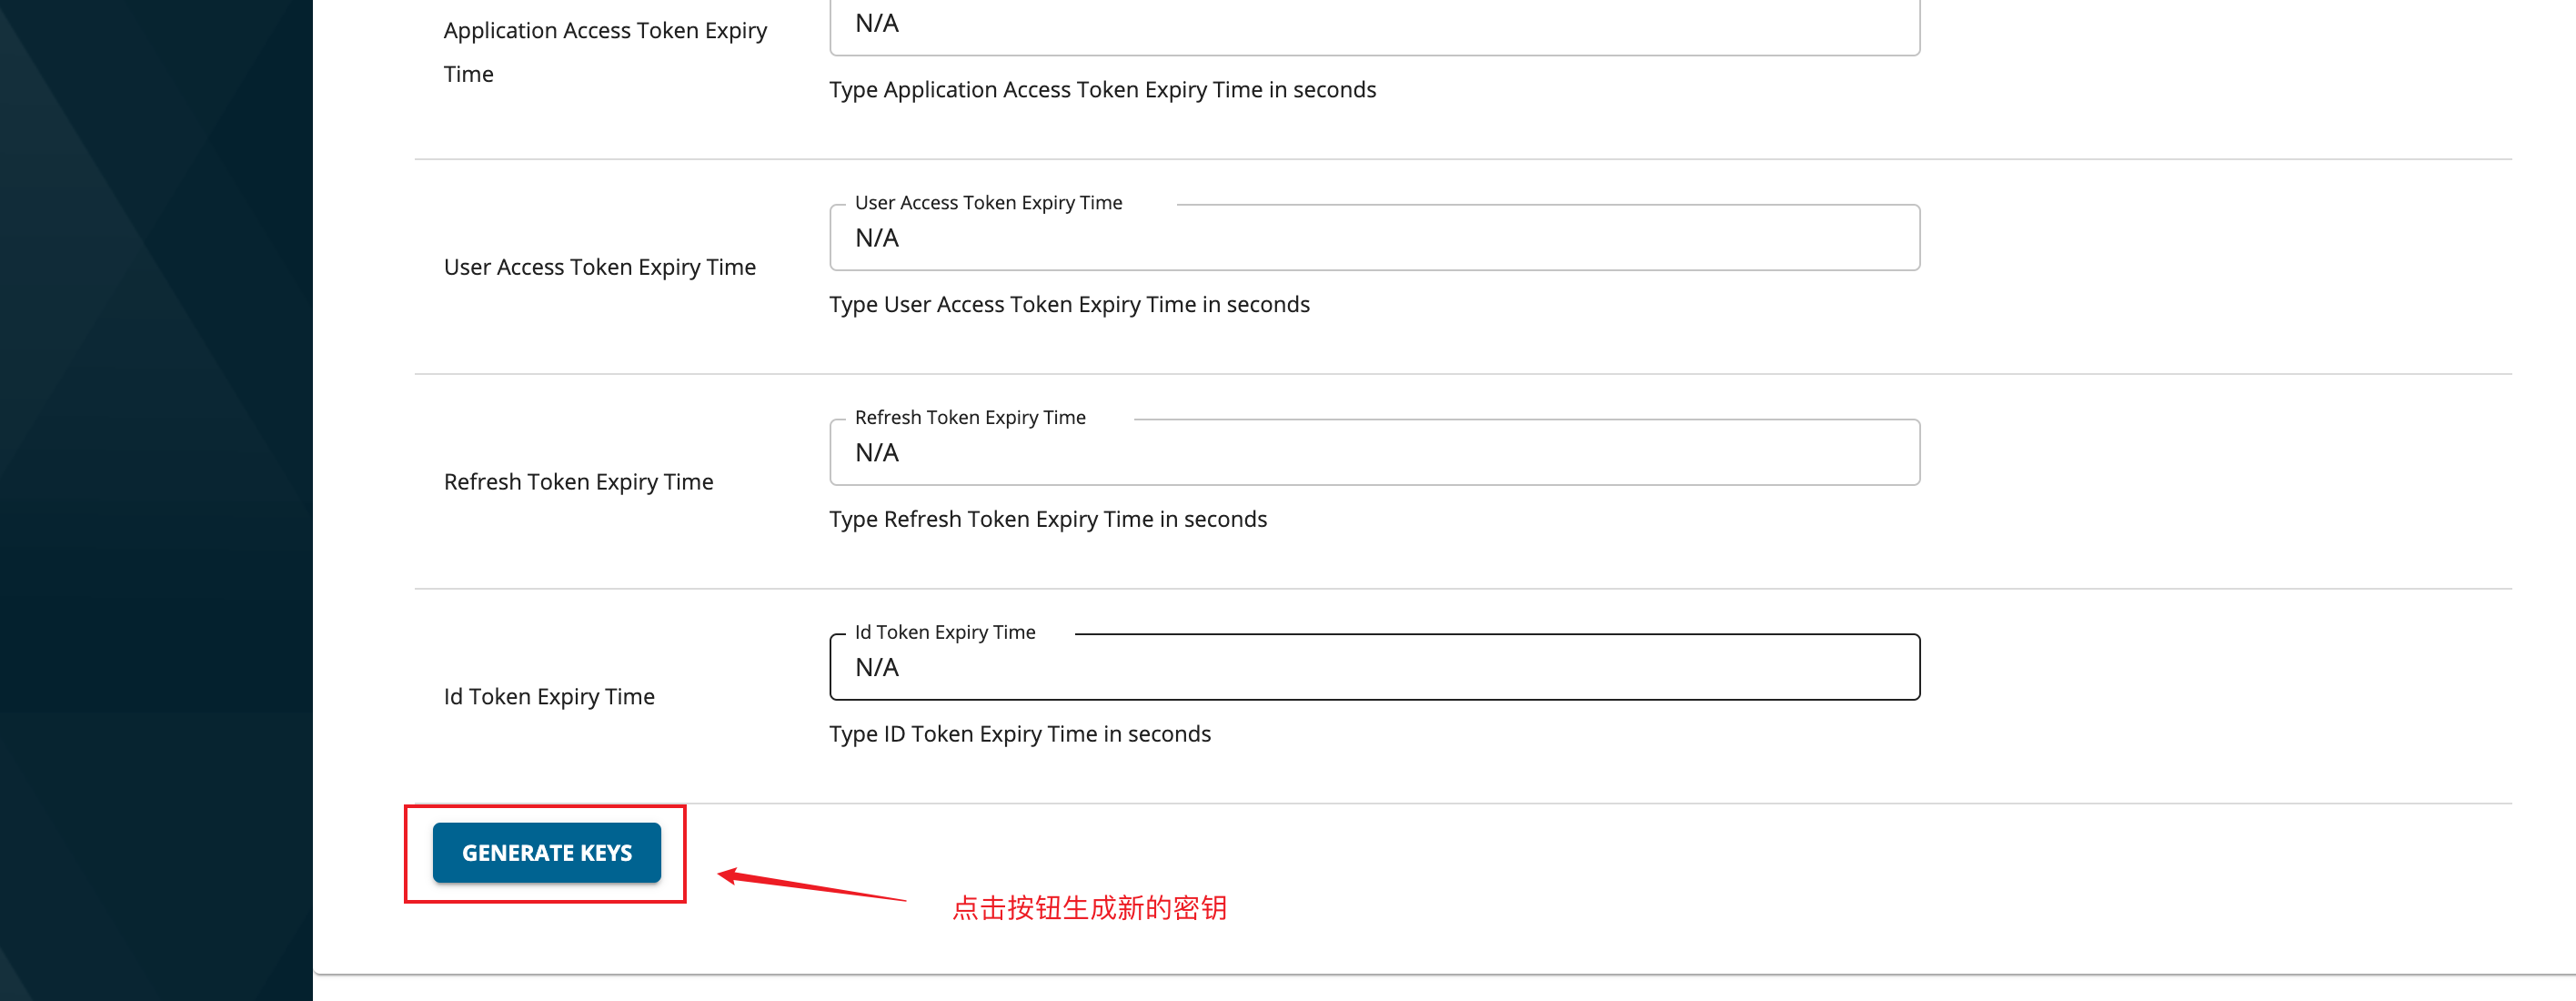 Application Access Token Expiry
Time
N/A
Type Application Access Token Expiry Time in seconds
User Access Token Expiry Time
User Access Token Expiry Time
N/A
Type User Access Token Expiry Time in seconds
Refresh Token Expiry Time
Refresh Token Expiry Time
N/A
Type Refresh Token Expiry Time in seconds
Id Token Expiry Time
Id Token Expiry Time
N/A
Type ID Token Expiry Time in seconds
GENERATE KEYS
点击按钮生成新的密钥